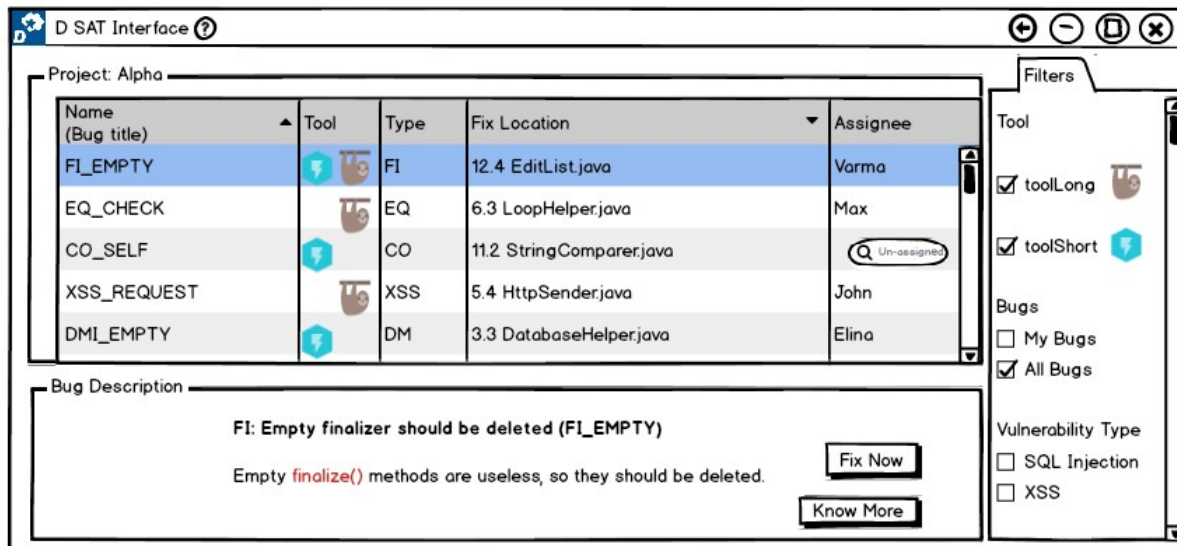 D SAT Interface ?
Project: Alpha
Filters
Name
(Bug title)
Tool
Type
Fix Location
Assignee
FI_EMPTY FI 12.4 EditList.java Varma
EQ_CHECK EQ 6.3 LoopHelper.java Max
CO_SELF CO 11.2 StringComparer.java Un-assigned
XSS_REQUEST XSS 5.4 HttpSender.java John
DMI_EMPTY DM 3.3 DatabaseHelper.java Elina
Tool
toolLong
toolShort
Bugs
My Bugs
All Bugs
Vulnerability Type
SQL Injection
XSS
Bug Description
FI: Empty finalizer should be deleted (FI_EMPTY)
Empty finalize() methods are useless, so they should be deleted.
Fix Now
Know More
D